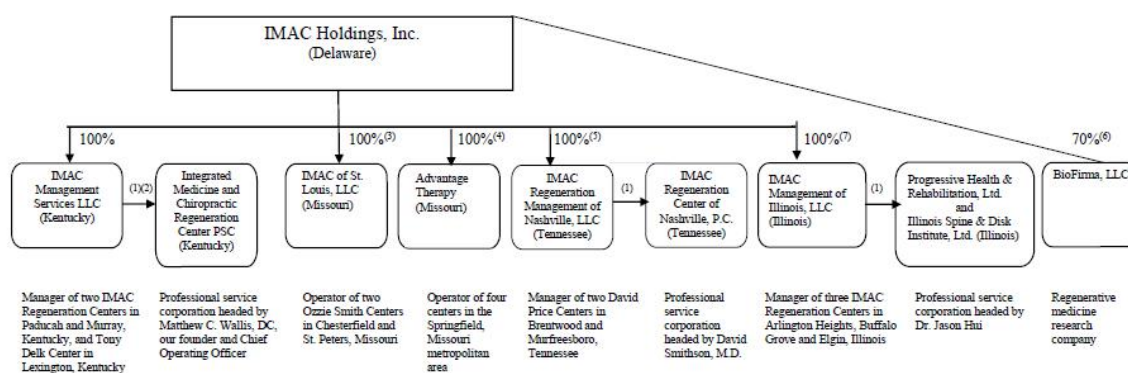 IMAC Holdings, Inc.
(Delaware)
100%
100%(3)
100%(4)
100%(5)
100%(7)
70%(6)
IMAC
Management
Services LLC
(Kentucky)
(1)(2)
Integrated
Medicine and
Chiropractic
Regeneration
Center PSC
(Kentucky)
IMAC of St.
Louis, LLC
(Missouri)
Advantage
Therapy
(Missouri)
IMAC
Regeneration
Management of
Nashville, LLC
(Tennessee)
(1)
IMAC
Regeneration
Center of
Nashville, P.C.
(Tennessee)
IMAC
Management of
Illinois, LLC
(Illinois)
(1)
Progressive Health &
Rehabilitation, Ltd.
and
Illinois Spine & Disk
Institute, Ltd. (Illinois)
BioFirma, LLC
Manager of two IMAC
Regeneration Centers in
Paducah and Murray,
Kentucky, and Tony
Delk Center in
Lexington, Kentucky
Professional service
corporation headed by
Matthew C. Wallis, DC,
our founder and Chief
Operating Officer
Operator of two
Ozzie Smith Centers
in Chesterfield and
St. Peters, Missouri
Operator of four
centers in the
Springfield,
Missouri
metropolitan
area
Manager of two David
Price Centers in
Brentwood and
Murfreesboro,
Tennessee
Professional
service
corporation
headed by David
Smithson, M.D.
Manager of three IMAC
Regeneration Centers in
Arlington Heights, Buffalo
Grove and Elgin, Illinois
Professional service
corporation headed by
Dr. Jason Hui
Regenerative
medicine
research
company